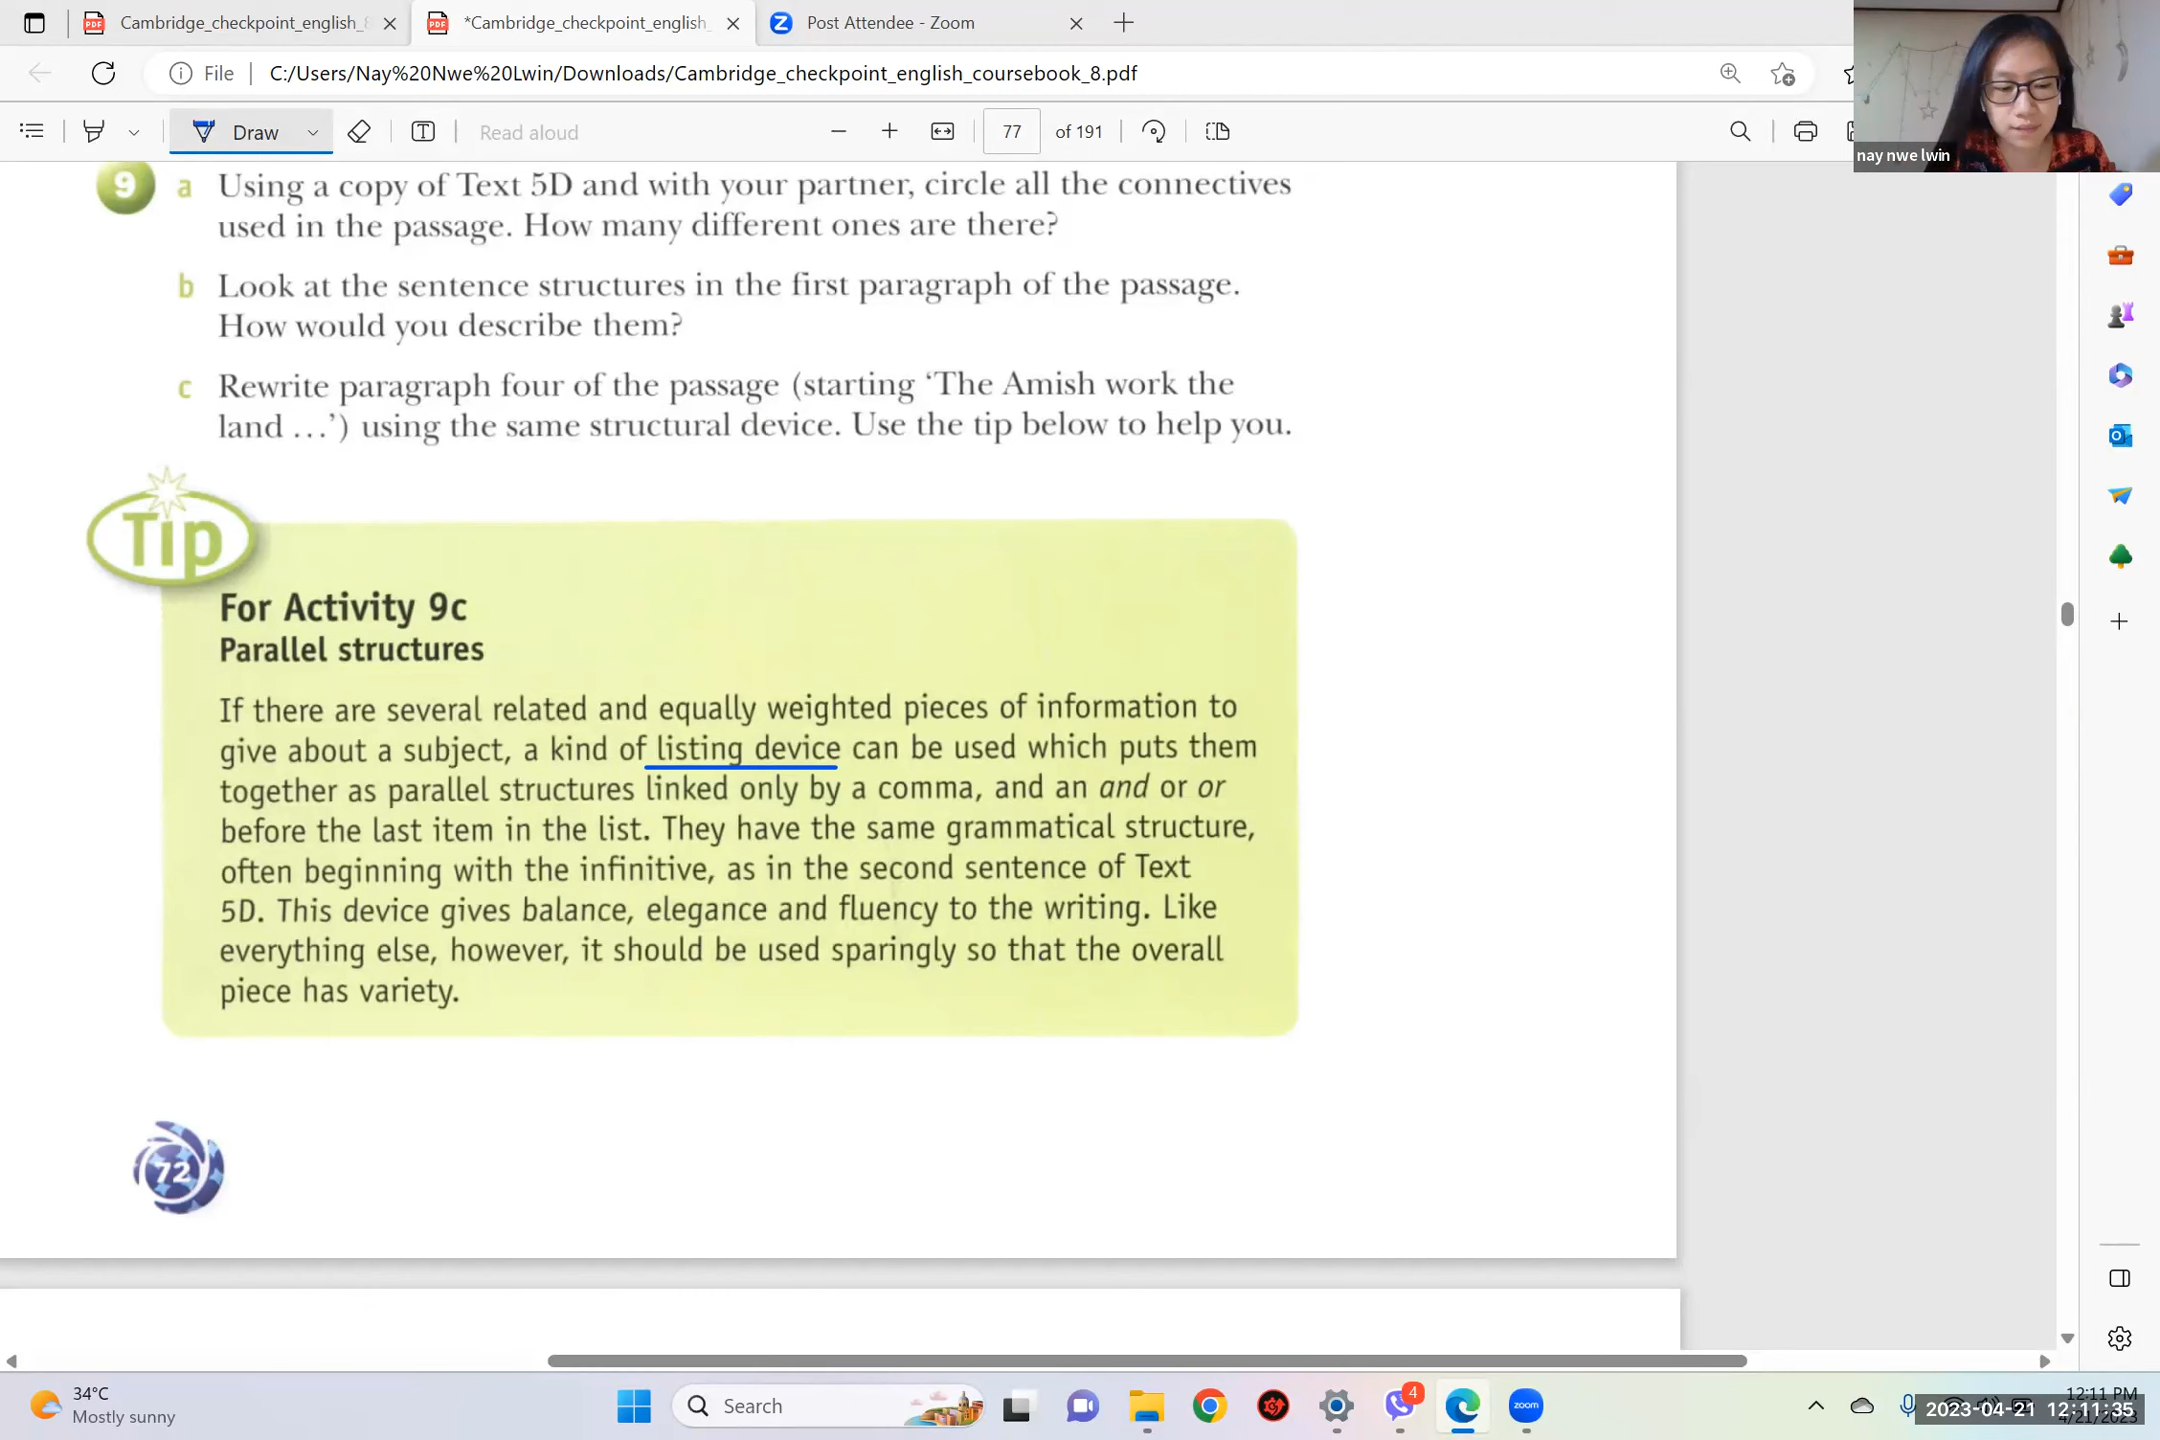 Cambridge_checkpoint_english_8
*Cambridge_checkpoint_english_
Post Attendee - Zoom
File
C:/Users/Nay%20Nwe%20Lwin/Downloads/Cambridge_checkpoint_english_coursebook_8.pdf
Draw
Read aloud
77
of 191
nay nwe lwin
9
a Using a copy of Text 5D and with your partner, circle all the connectives
used in the passage. How many different ones are there?
b Look at the sentence structures in the first paragraph of the passage.
How would you describe them?
c Rewrite paragraph four of the passage (starting ‘The Amish work the
land …’) using the same structural device. Use the tip below to help you.
Tip
For Activity 9c
Parallel structures
If there are several related and equally weighted pieces of information to
give about a subject, a kind of listing device can be used which puts them
together as parallel structures linked only by a comma, and an and or or
before the last item in the list. They have the same grammatical structure,
often beginning with the infinitive, as in the second sentence of Text
5D. This device gives balance, elegance and fluency to the writing. Like
everything else, however, it should be used sparingly so that the overall
piece has variety.
72
34°C
Mostly sunny
Search
4
zoom
12:11 PM
4/21/2023
2023-04-21 12:11:35